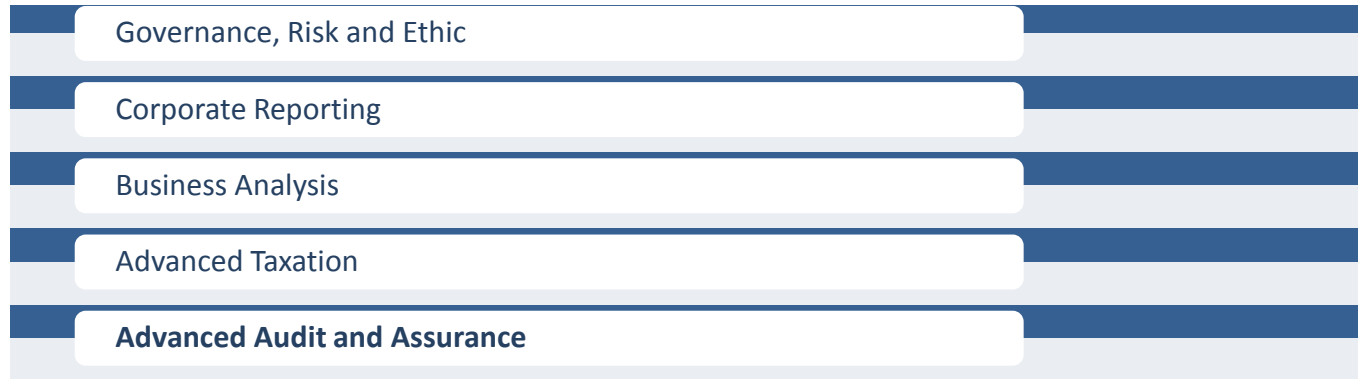 Governance, Risk and Ethic
Corporate Reporting
Business Analysis
Advanced Taxation
Advanced Audit and Assurance